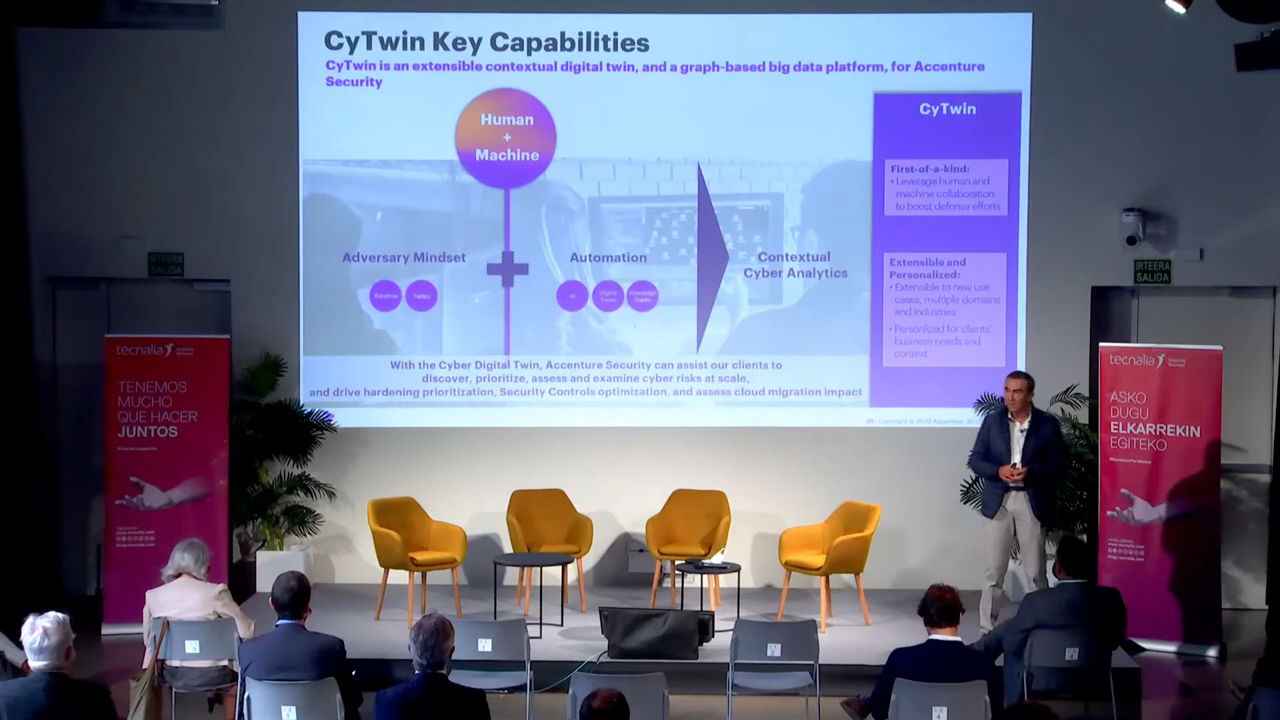 CyTwin Key Capabilities
CyTwin is an extensible contextual digital twin, and a graph-based big data platform, for Accenture
Security
Human
+
Machine
Adversary Mindset
Automation
AI
Contextual
Cyber Analytics
With the Cyber Digital Twin, Accenture Security can assist our clients to
discover, prioritize, assess and examine cyber risks at scale,
and drive hardening prioritization, Security Controls optimization, and assess cloud migration impact
CyTwin
First-of-a-kind:
• Leverage human and
machine collaboration
to boost defense efforts
Extensible and
Personalized:
• Extensible to new use
cases, multiple domains
and industries
• Personlized for clients'
business needs and
context
IRTEERA
SALIDA
IRTEERA
SALIDA
tecnalia
TENEMOS
MUCHO
QUE HACER
JUNTOS
tecnalia
ASKO
DUGU
ELKARREKIN
EGITEKO